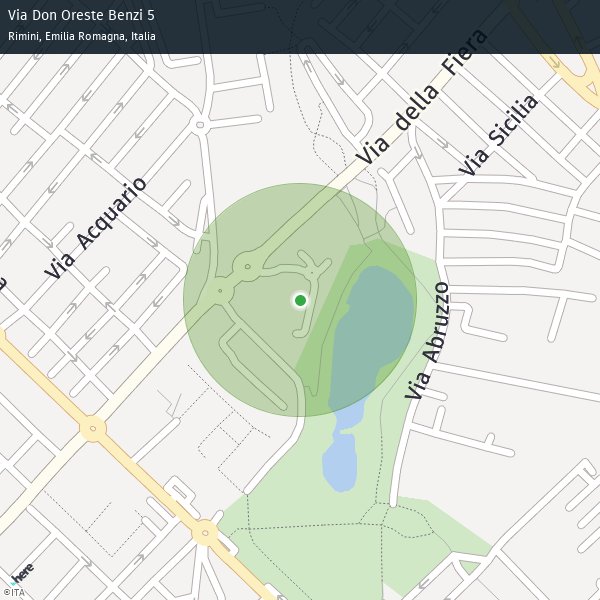 Via Don Oreste Benzi 5
Rimini, Emilia Romagna, Italia
Via della Fiera
Via Sicilia
Via Acquario
Via Abruzzo
here
©ITA